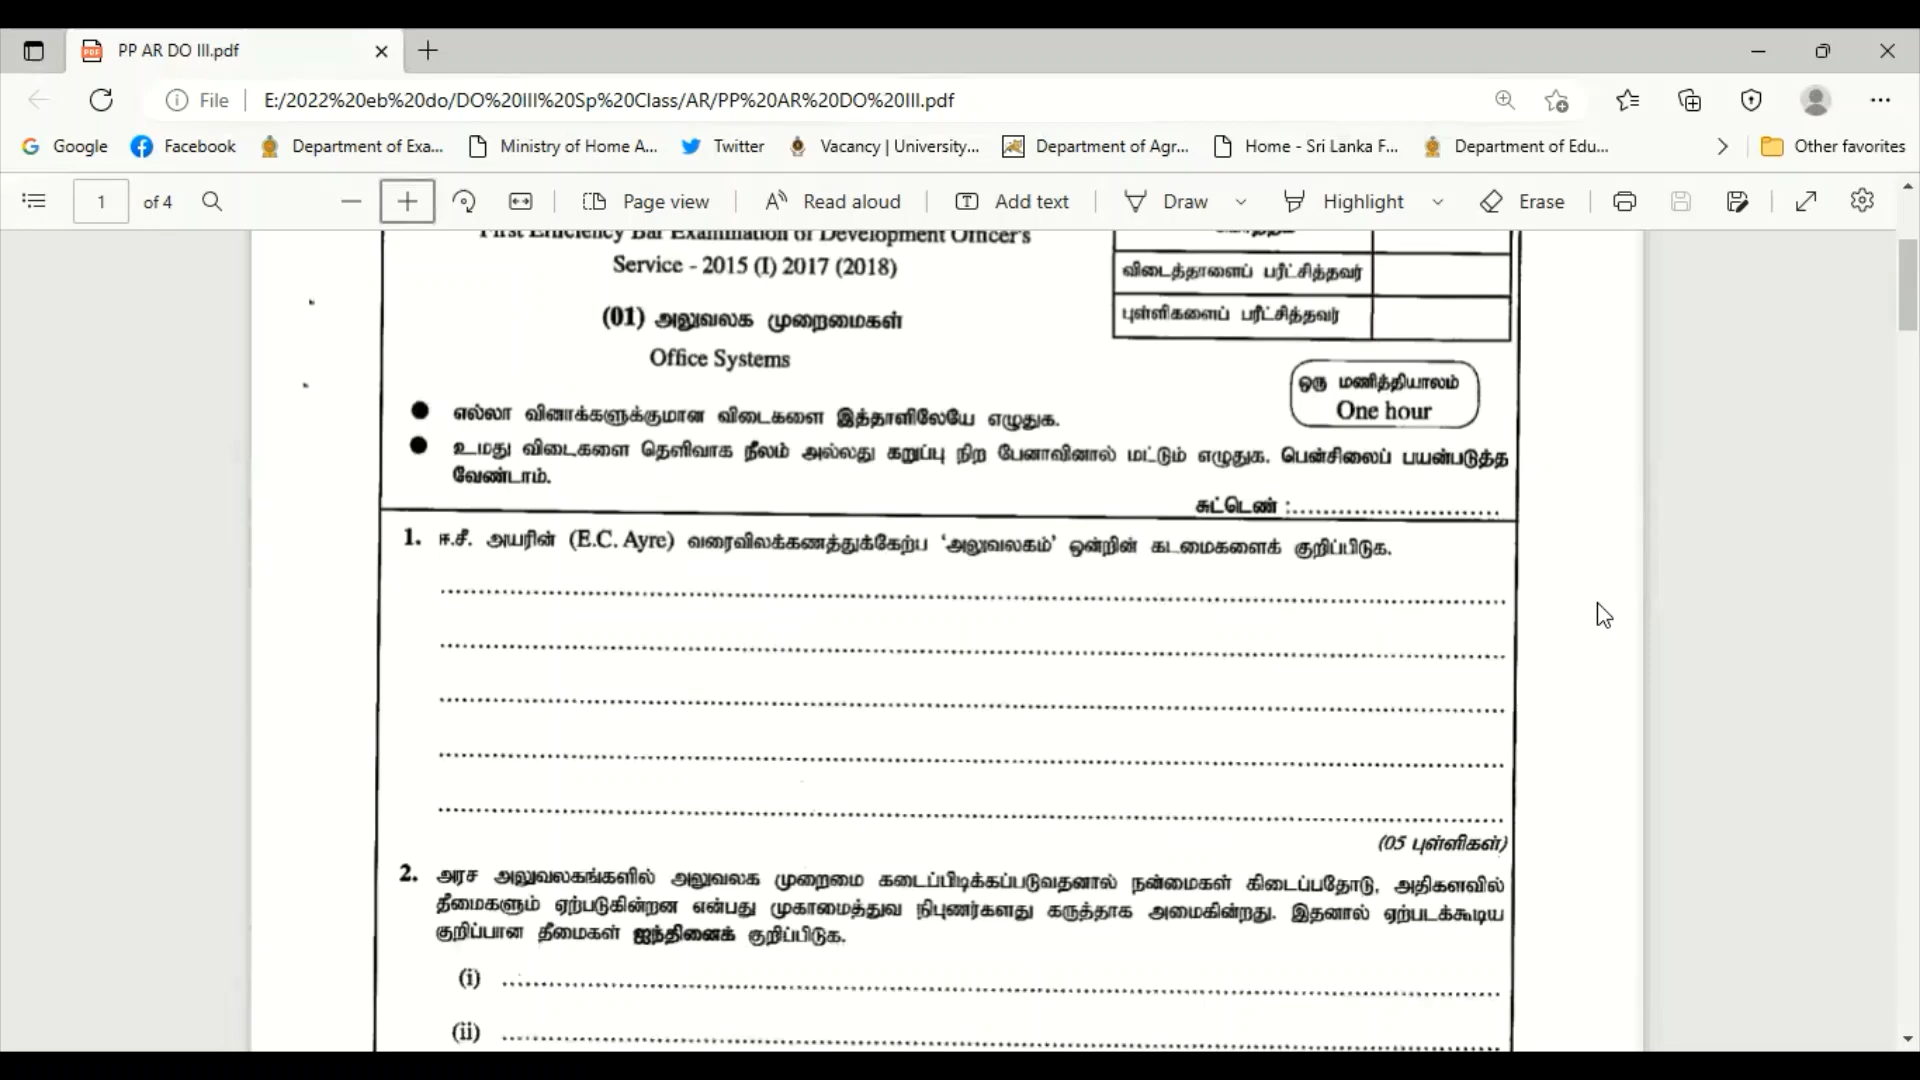 PP AR DO III.pdf
File
E:/2022%20eb%20do/DO%20III%20Sp%20Class/AR/PP%20AR%20DO%20III.pdf
Google Facebook Department of Exa... Ministry of Home A... Twitter Vacancy | University... Department of Agr... Home - Sri Lanka F... Department of Edu... Other favorites
1 of 4 Page view Read aloud Add text Draw Highlight Erase
First Efficiency Bar Examination of Development Officer's
Service - 2015 (I) 2017 (2018)
விடைத்தாளைப் பரீட்சித்தவர்
புள்ளிகளைப் பரீட்சித்தவர்
(01) அலுவலக முறைமைகள்
Office Systems
ஒரு மணித்தியாலம்
One hour
● எல்லா வினாக்களுக்குமான விடைகளை இத்தாளிலேயே எழுதுக.
● உமது விடைகளை தெளிவாக நீலம் அல்லது கறுப்பு நிற பேனாவினால் மட்டும் எழுதுக. பென்சிலைப் பயன்படுத்த
வேண்டாம்.
சுட்டெண் :..............................
1. ஈ.சீ. அயரின் (E.C. Ayre) வரைவிலக்கணத்துக்கேற்ப ‘அலுவலகம்’ ஒன்றின் கடமைகளைக் குறிப்பிடுக.
(05 புள்ளிகள்)
2. அரச அலுவலகங்களில் அலுவலக முறைமை கடைப்பிடிக்கப்படுவதனால் நன்மைகள் கிடைப்பதோடு, அதிகளவில்
தீமைகளும் ஏற்படுகின்றன என்பது முகாமைத்துவ நிபுணர்களது கருத்தாக அமைகின்றது. இதனால் ஏற்படக்கூடிய
குறிப்பான தீமைகள் ஐந்தினைக் குறிப்பிடுக.
(i) ..............................
(ii) ..............................